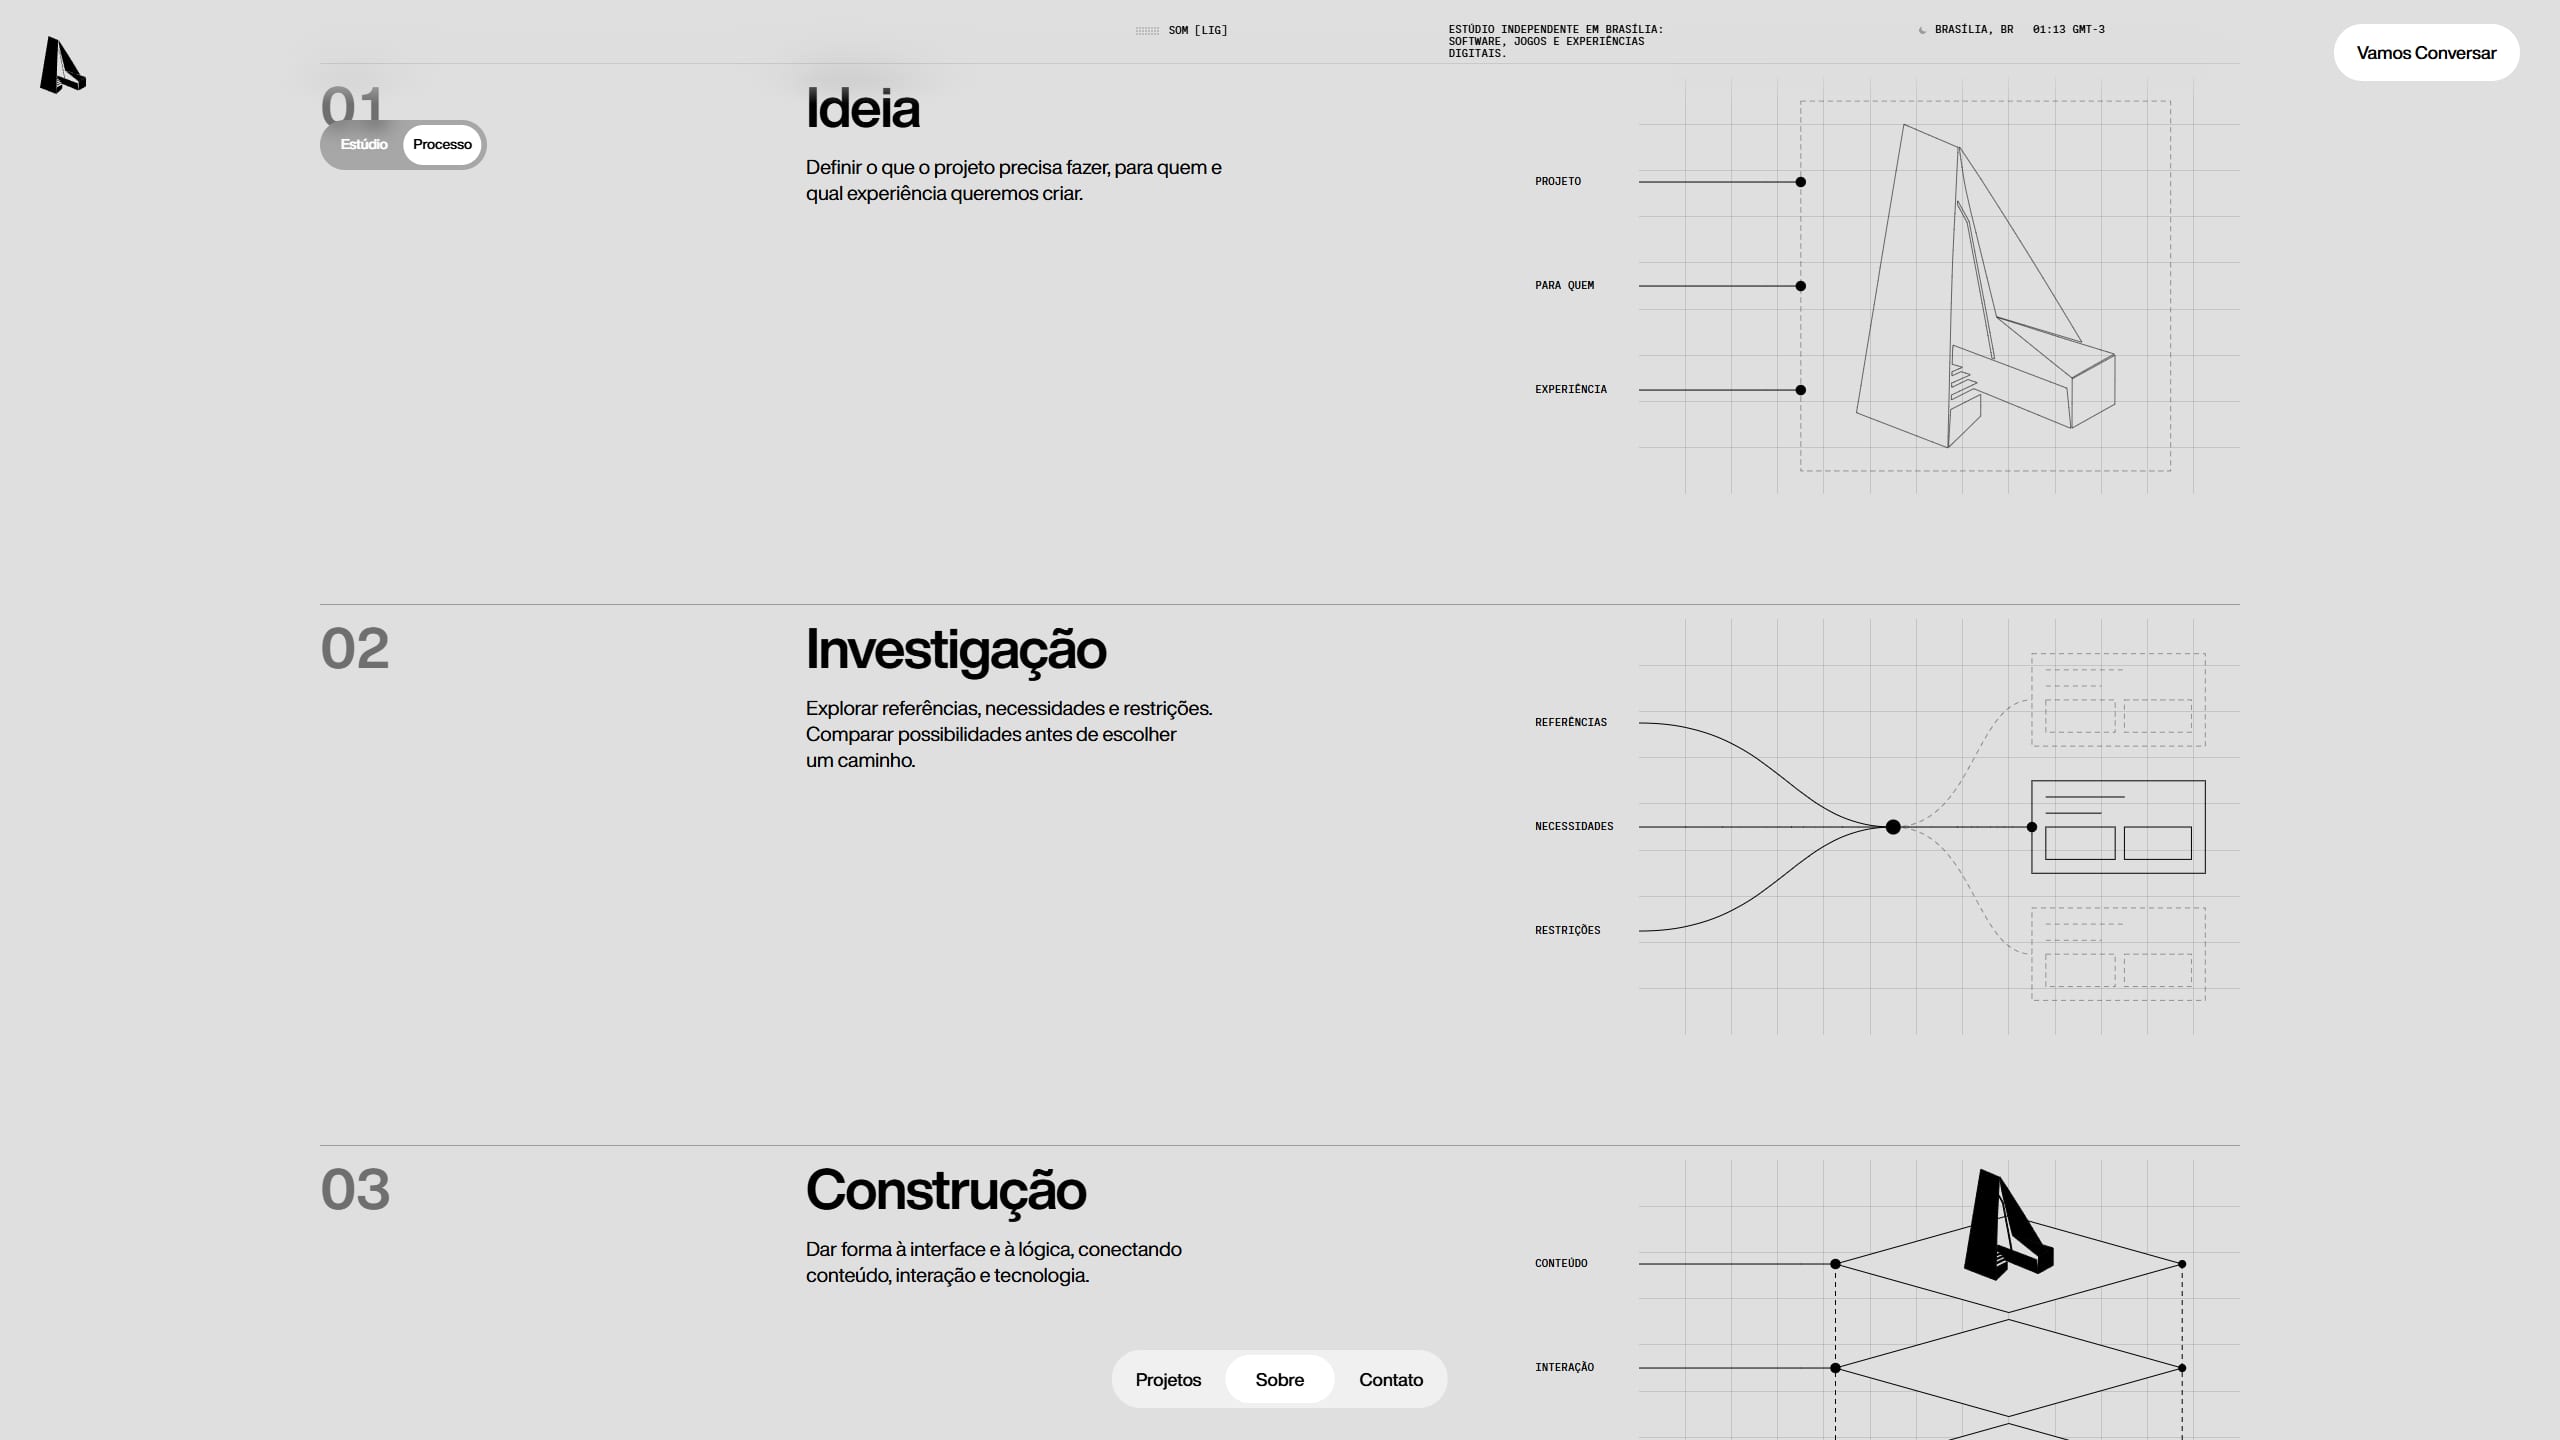 SOM [LIG]
ESTÚDIO INDEPENDENTE EM BRASÍLIA:
SOFTWARE, JOGOS E EXPERIÊNCIAS
DIGITAIS.
BRASÍLIA, BR 01:13 GMT-3
Vamos Conversar
01
Estúdio Processo
Ideia
Definir o que o projeto precisa fazer, para quem e
qual experiência queremos criar.
PROJETO
PARA QUEM
EXPERIÊNCIA
02
Investigação
Explorar referências, necessidades e restrições.
Comparar possibilidades antes de escolher
um caminho.
REFERÊNCIAS
NECESSIDADES
RESTRIÇÕES
03
Construção
Dar forma à interface e à lógica, conectando
conteúdo, interação e tecnologia.
CONTEÚDO
INTERAÇÃO
Projetos Sobre Contato